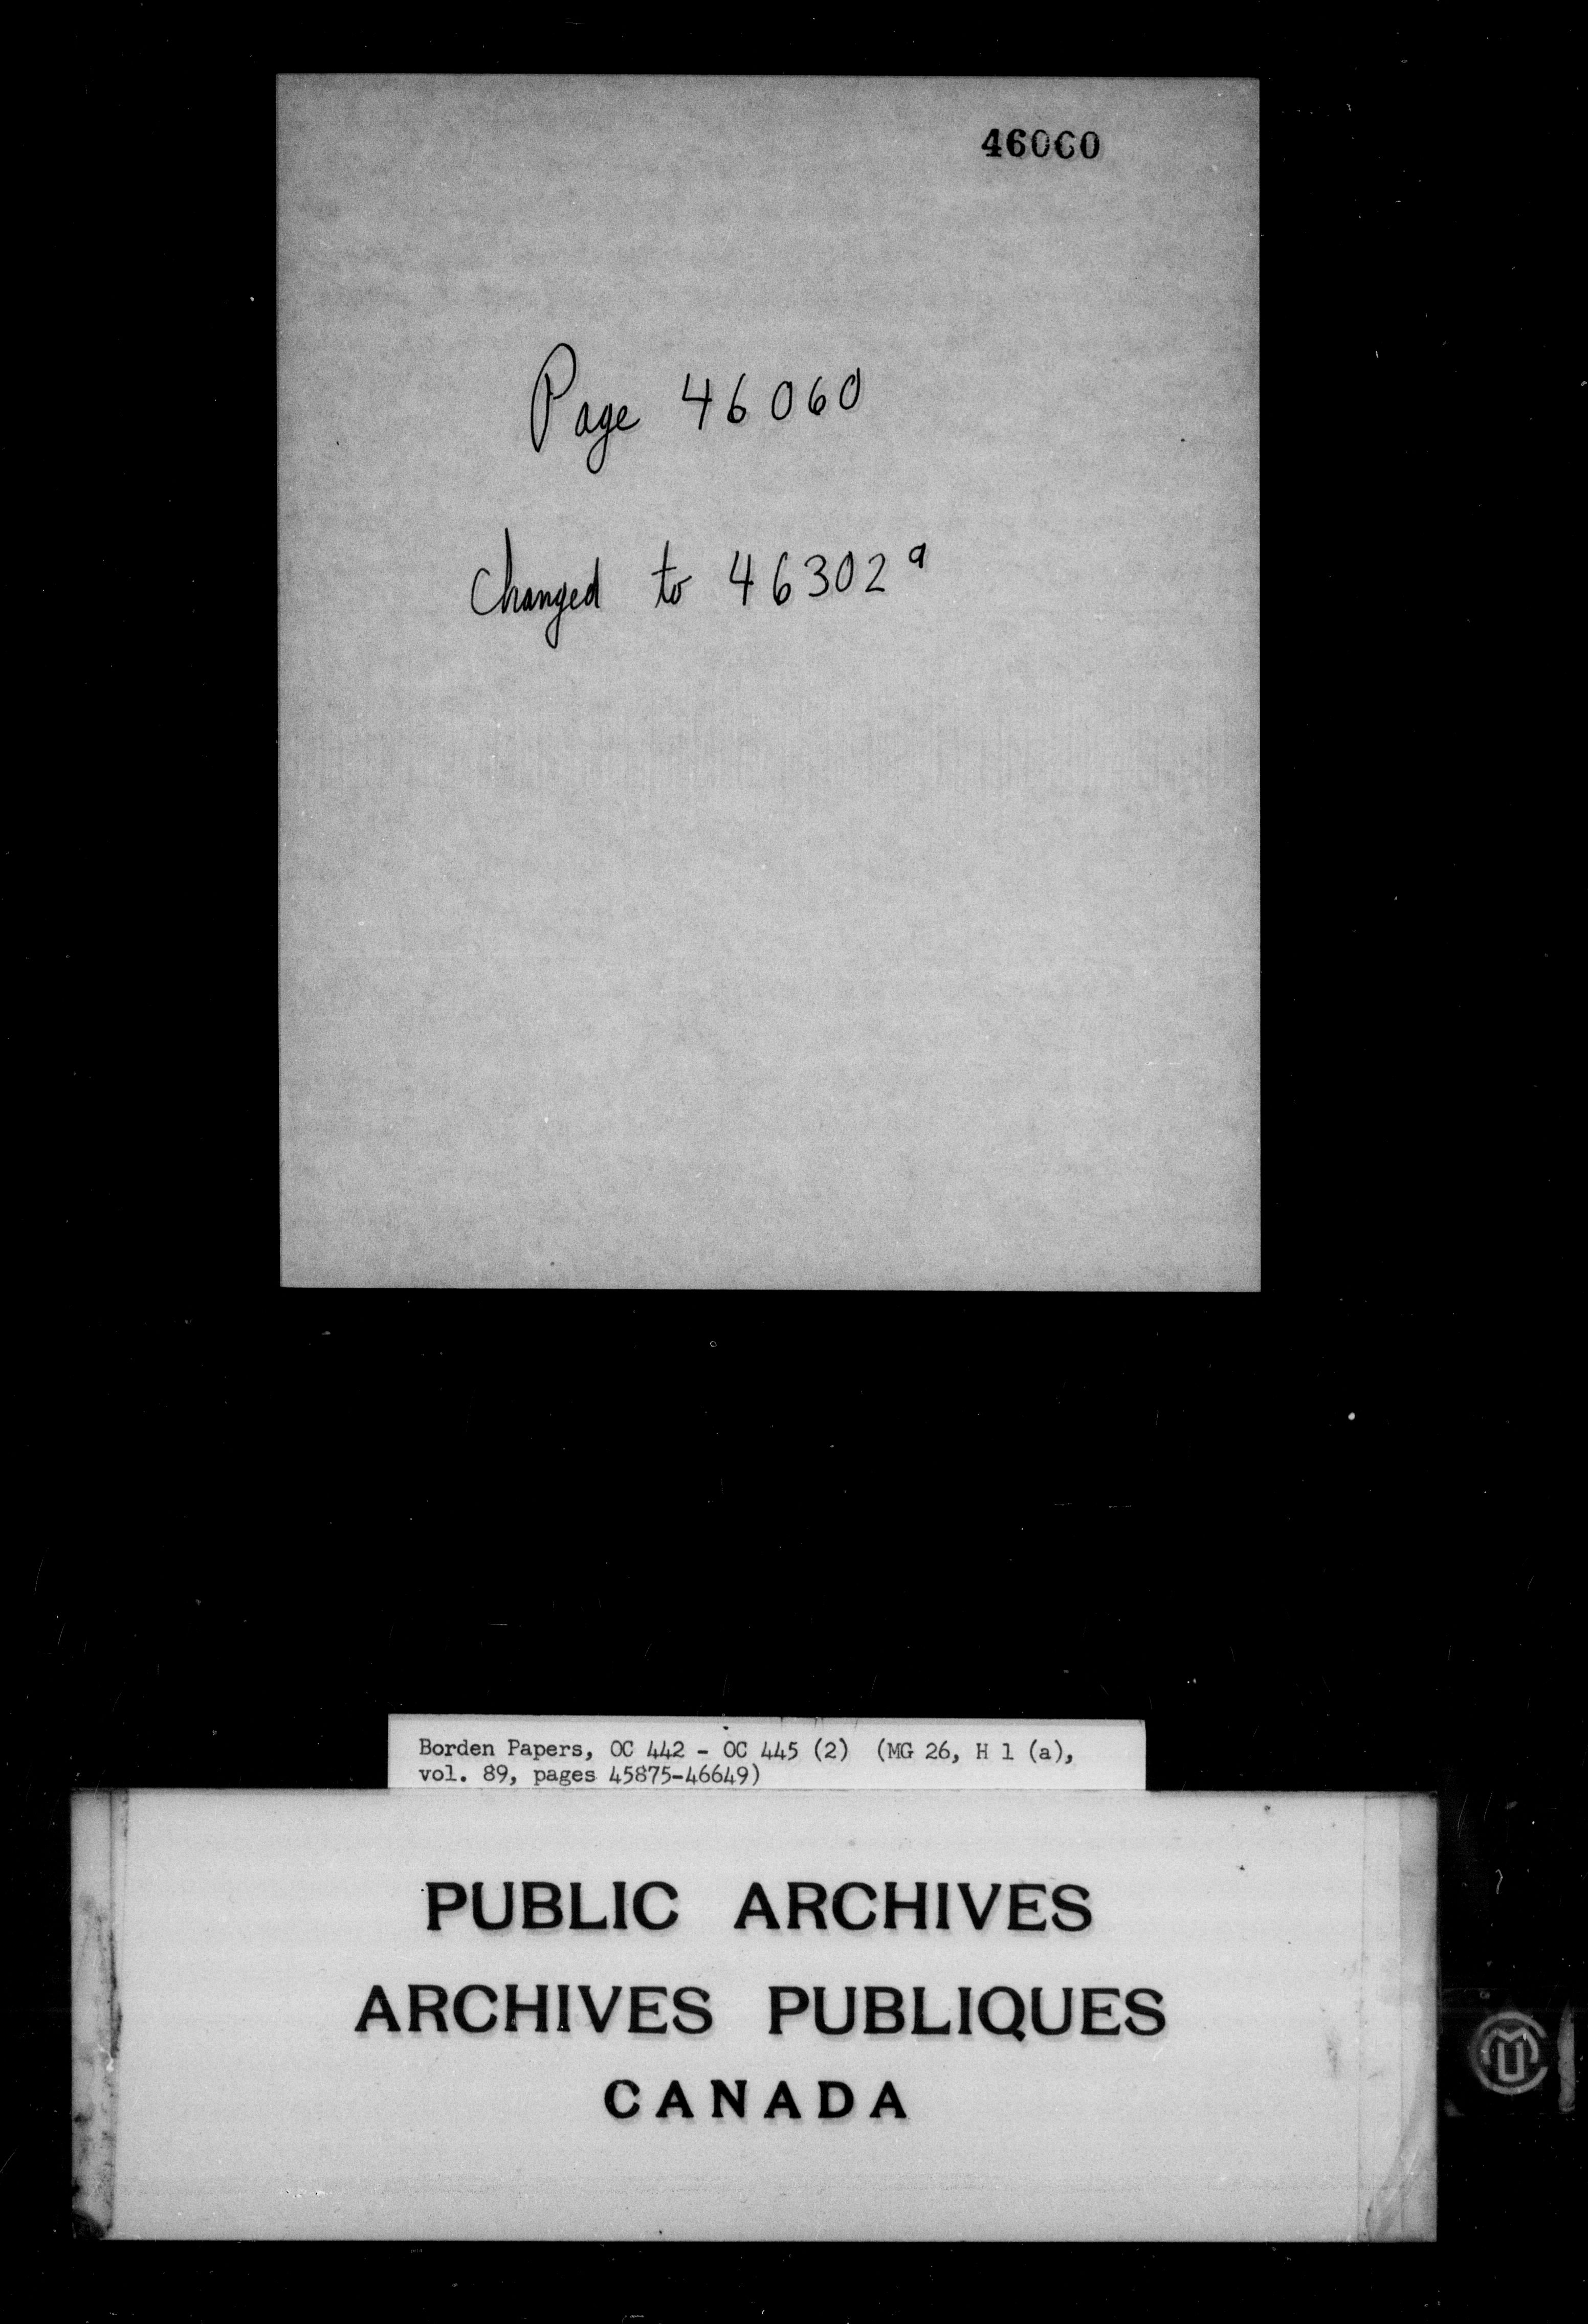 46060
Page 46060
Changed to 46302a
Borden Papers, OC 442 - OC 445 (2) (MG 26, H 1 (a),
vol. 89, pages 45875-46649)
PUBLIC ARCHIVES
ARCHIVES PUBLIQUES
CANADA